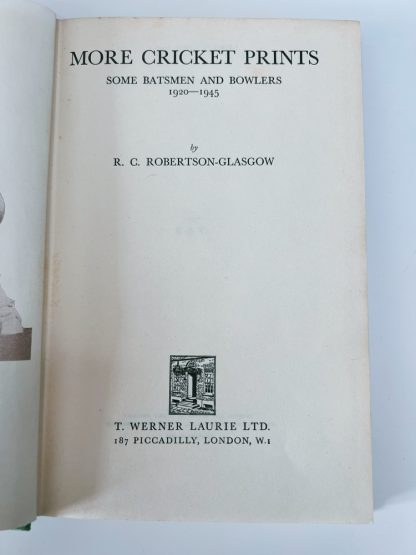 MORE CRICKET PRINTS
SOME BATSMEN AND BOWLERS
1920—1945
by
R. C. ROBERTSON-GLASGOW
T. WERNER LAURIE LTD.
187 PICCADILLY, LONDON, W.1